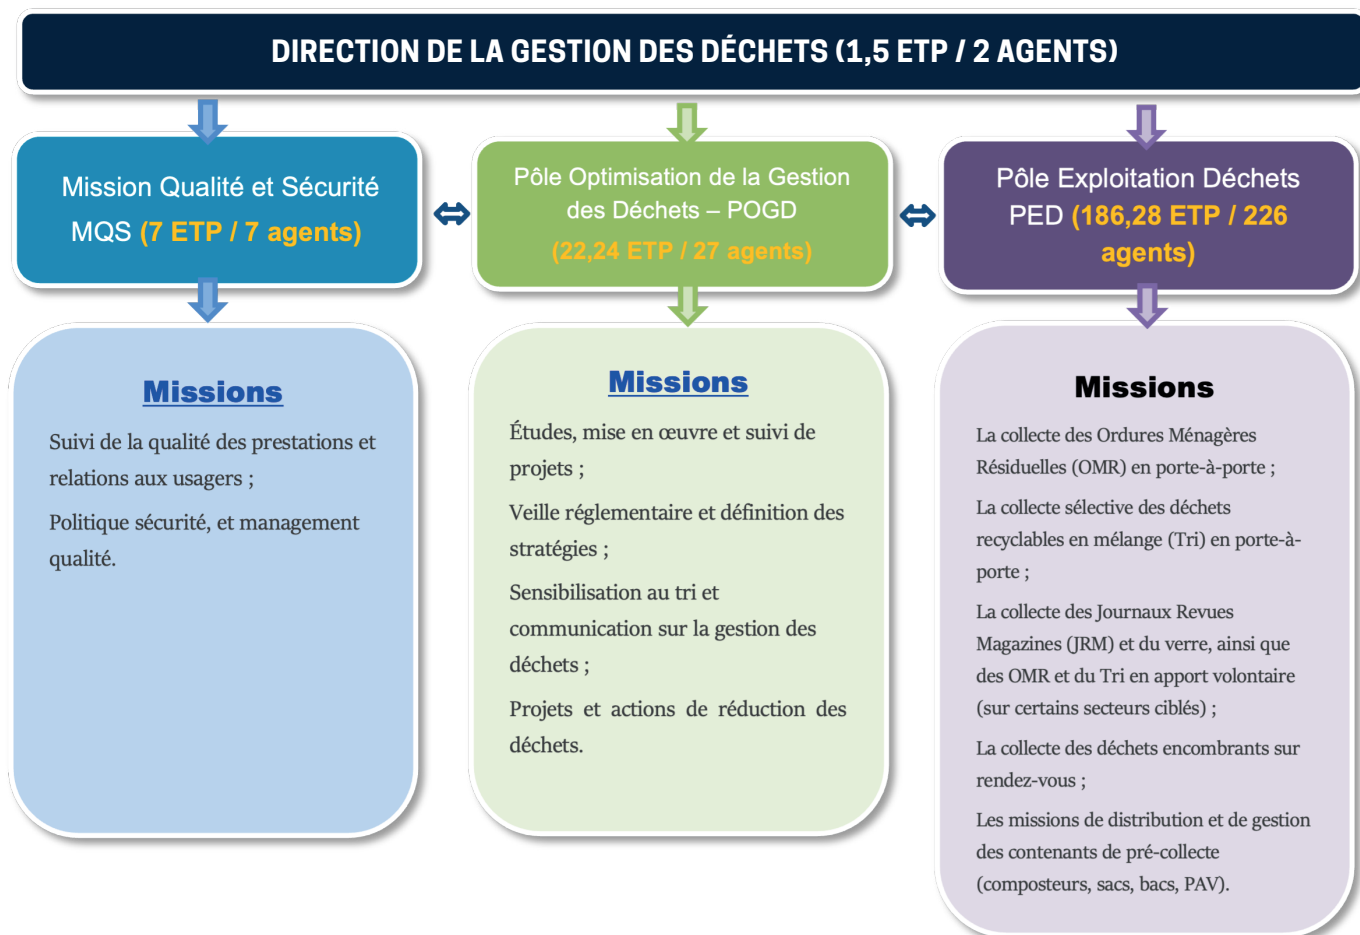 DIRECTION DE LA GESTION DES DÉCHETS (1,5 ETP / 2 AGENTS)
Mission Qualité et Sécurité
MQS (7 ETP / 7 agents)
Pôle Optimisation de la Gestion
des Déchets – POGD
(22,24 ETP / 27 agents)
Pôle Exploitation Déchets
PED (186,28 ETP / 226
agents)
Missions
Suivi de la qualité des prestations et
relations aux usagers ;
Politique sécurité, et management
qualité.
Missions
Études, mise en œuvre et suivi de
projets ;
Veille réglementaire et définition des
stratégies ;
Sensibilisation au tri et
communication sur la gestion des
déchets ;
Projets et actions de réduction des
déchets.
Missions
La collecte des Ordures Ménagères
Résiduelles (OMR) en porte-à-porte ;
La collecte sélective des déchets
recyclables en mélange (Tri) en porte-à-
porte ;
La collecte des Journaux Revues
Magazines (JRM) et du verre, ainsi que
des OMR et du Tri en apport volontaire
(sur certains secteurs ciblés) ;
La collecte des déchets encombrants sur
rendez-vous ;
Les missions de distribution et de gestion
des contenants de pré-collecte
(composteurs, sacs, bacs, PAV).